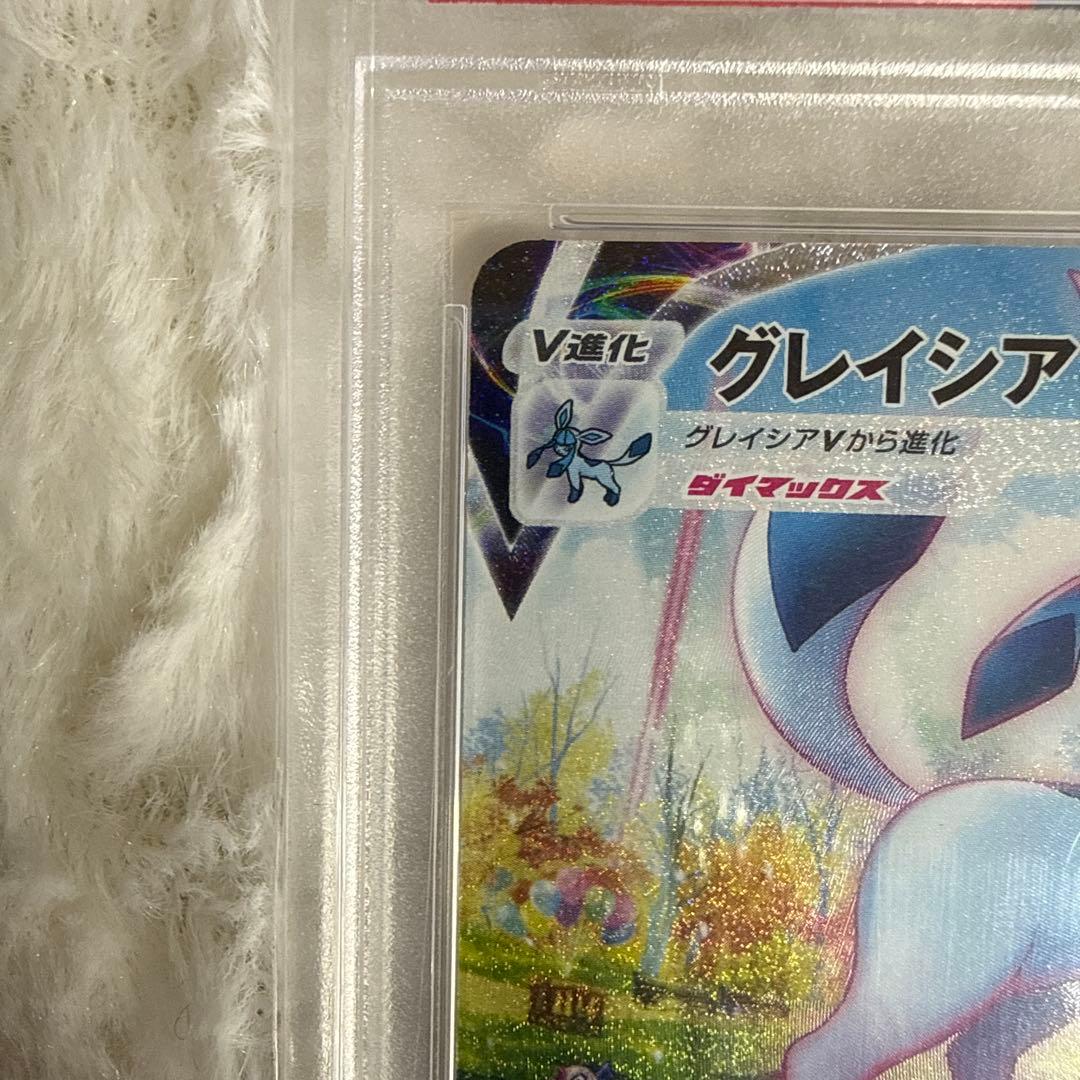 V進化
グレイシア
グレイシアVから進化
ダイマックス